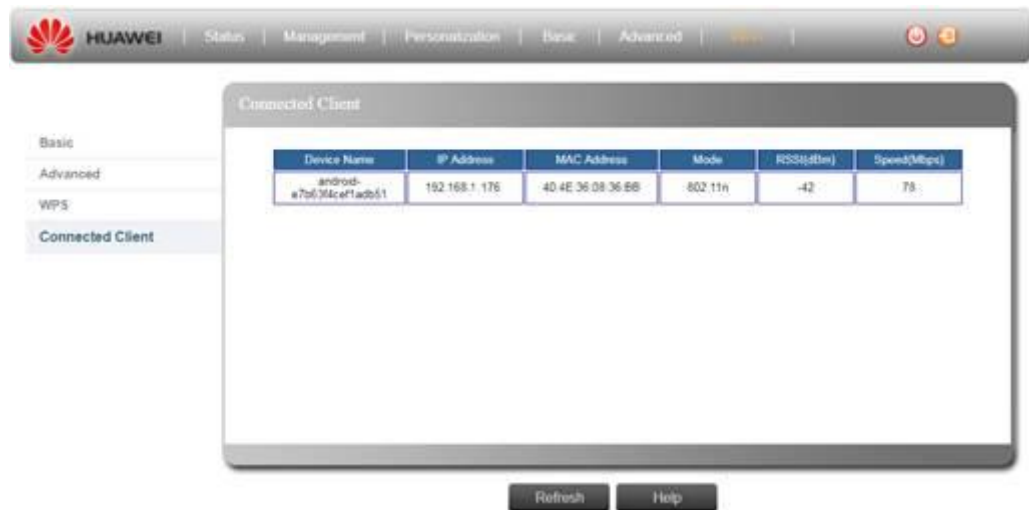 HUAWEI | Status | Management | Personalization | Basic | Advanced |
Connected Client
Basic
Advanced
WPS
Connected Client
Device Name IP Address MAC Address Mode RSSI(dBm) Speed(Mbps)
android- 192.168.1.176 40:4E:36:08:36:BB 802.11n -42 78
Refresh Help